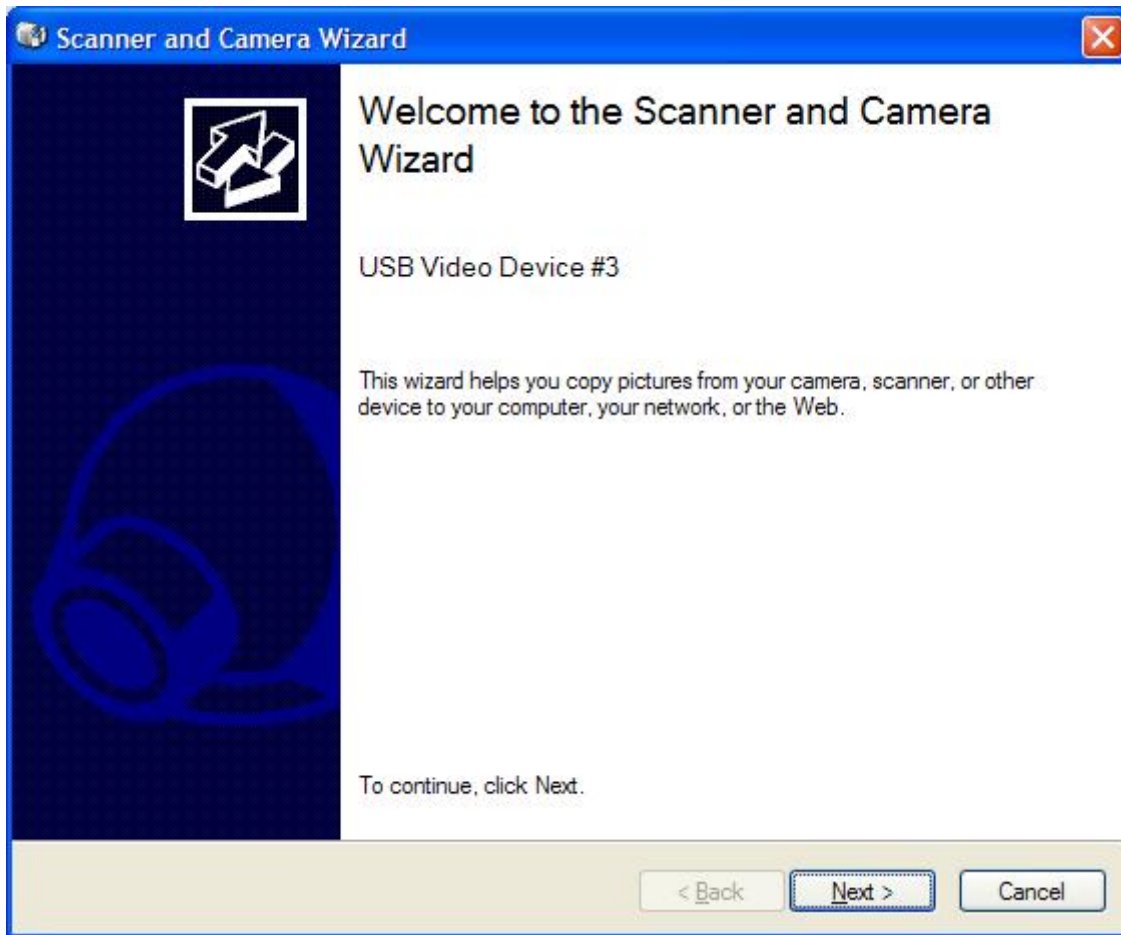 Scanner and Camera Wizard
Welcome to the Scanner and Camera
Wizard
USB Video Device #3
This wizard helps you copy pictures from your camera, scanner, or other
device to your computer, your network, or the Web.
To continue, click Next.
< Back
Next >
Cancel